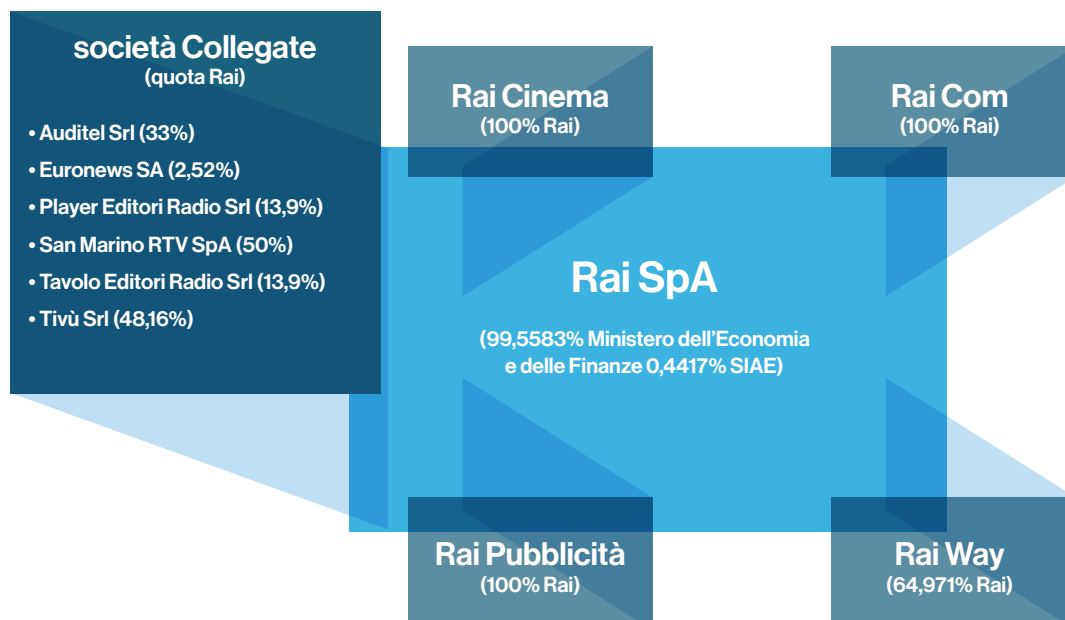 società Collegate
(quota Rai)
• Auditel Srl (33%)
• Euronews SA (2,52%)
• Player Editori Radio Srl (13,9%)
• San Marino RTV SpA (50%)
• Tavolo Editori Radio Srl (13,9%)
• Tivù Srl (48,16%)
Rai Cinema
(100% Rai)
Rai Com
(100% Rai)
Rai SpA
(99,5583% Ministero dell'Economia
e delle Finanze 0,4417% SIAE)
Rai Pubblicità
(100% Rai)
Rai Way
(64,971% Rai)